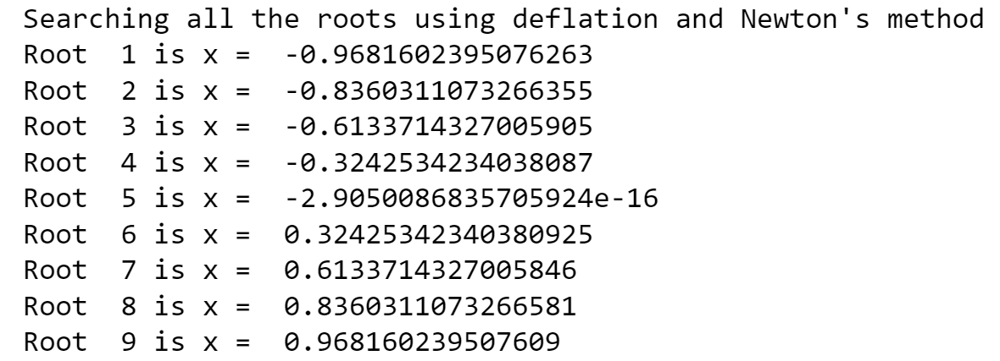 Searching all the roots using deflation and Newton's method
Root  1 is x =  -0.9681602395076263
Root  2 is x =  -0.8360311073266355
Root  3 is x =  -0.6133714327005905
Root  4 is x =  -0.3242534234038087
Root  5 is x =  -2.9050086835705924e-16
Root  6 is x =  0.32425342340380925
Root  7 is x =  0.6133714327005846
Root  8 is x =  0.8360311073266581
Root  9 is x =  0.968160239507609